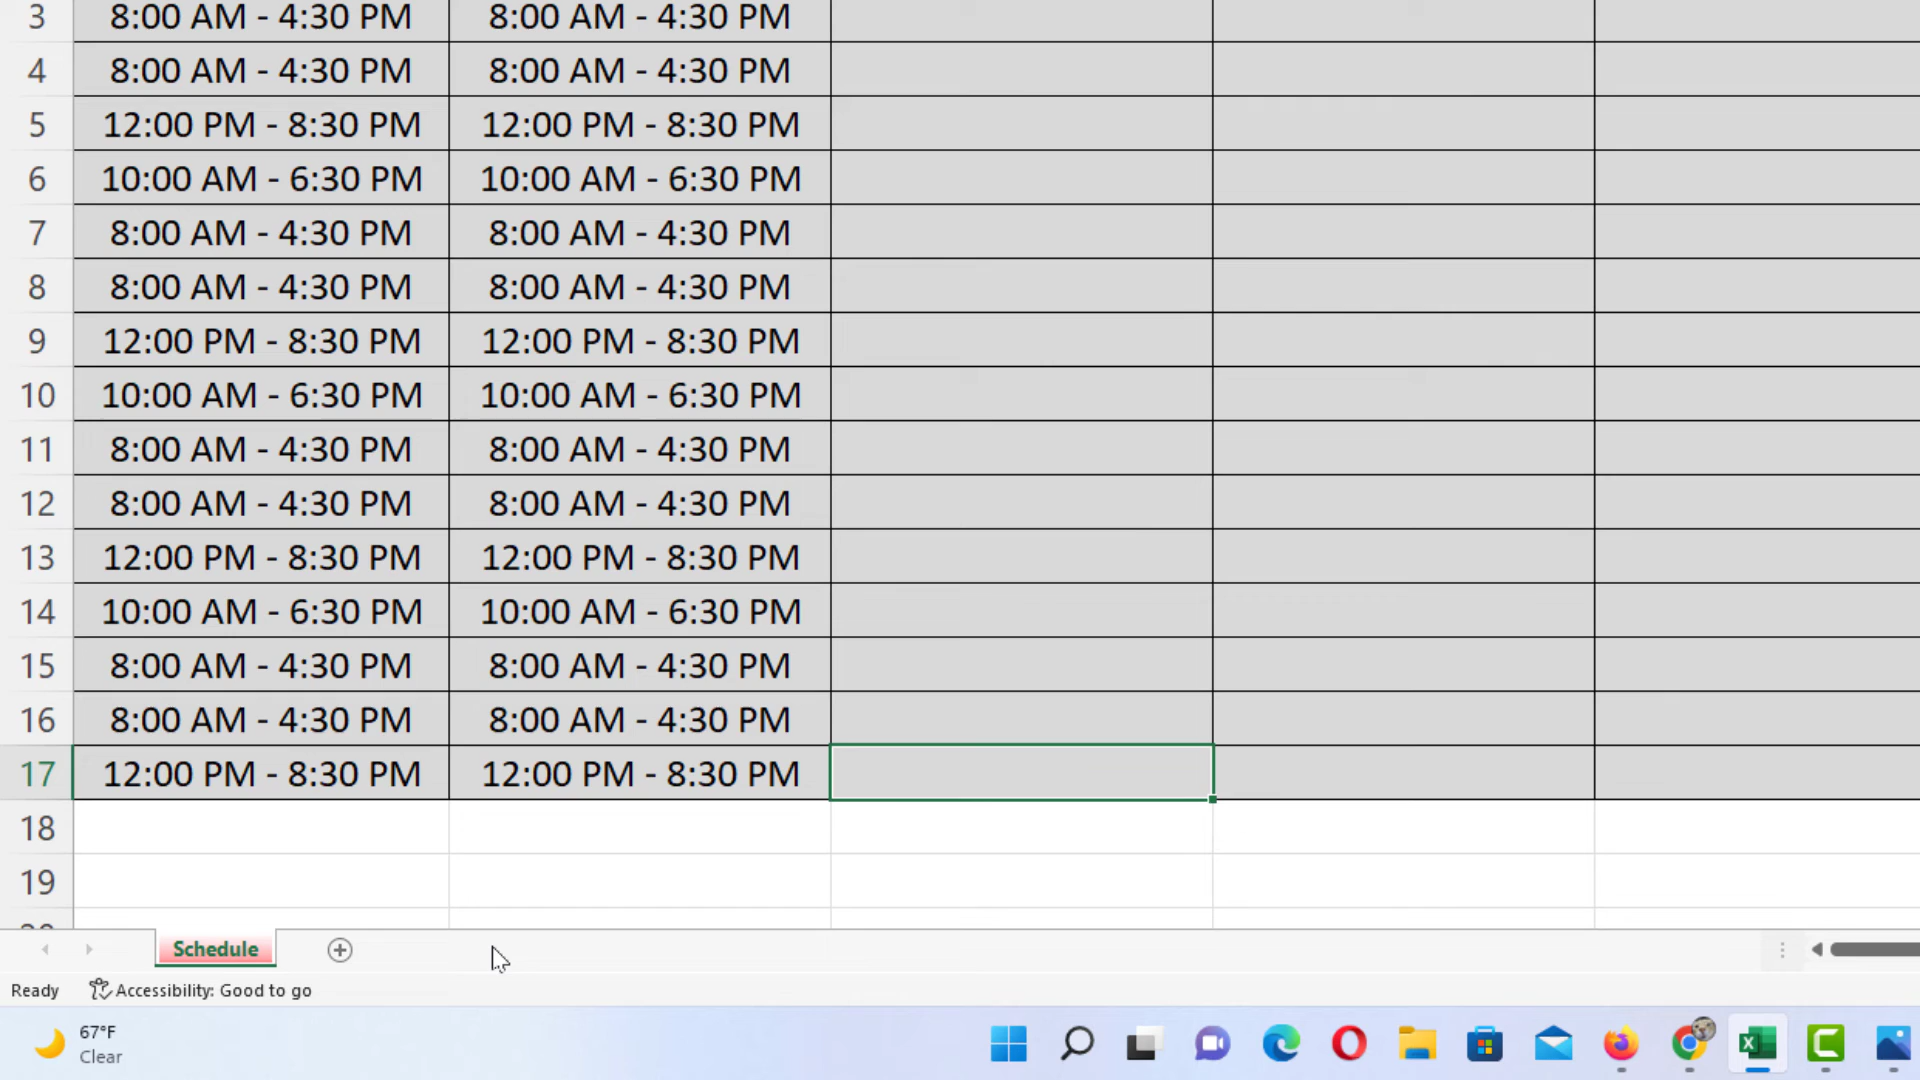 3 8:00 AM - 4:30 PM 8:00 AM - 4:30 PM
4 8:00 AM - 4:30 PM 8:00 AM - 4:30 PM
5 12:00 PM - 8:30 PM 12:00 PM - 8:30 PM
6 10:00 AM - 6:30 PM 10:00 AM - 6:30 PM
7 8:00 AM - 4:30 PM 8:00 AM - 4:30 PM
8 8:00 AM - 4:30 PM 8:00 AM - 4:30 PM
9 12:00 PM - 8:30 PM 12:00 PM - 8:30 PM
10 10:00 AM - 6:30 PM 10:00 AM - 6:30 PM
11 8:00 AM - 4:30 PM 8:00 AM - 4:30 PM
12 8:00 AM - 4:30 PM 8:00 AM - 4:30 PM
13 12:00 PM - 8:30 PM 12:00 PM - 8:30 PM
14 10:00 AM - 6:30 PM 10:00 AM - 6:30 PM
15 8:00 AM - 4:30 PM 8:00 AM - 4:30 PM
16 8:00 AM - 4:30 PM 8:00 AM - 4:30 PM
17 12:00 PM - 8:30 PM 12:00 PM - 8:30 PM
18
19
Schedule
Ready Accessibility: Good to go
67°F
Clear